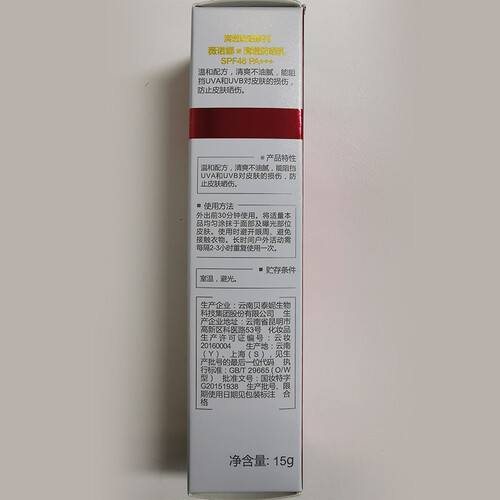 清透防晒系列
薇诺娜® 清透防晒乳
SPF48 PA+++
温和配方，清爽不油腻，能阻
挡UVA和UVB对皮肤的损伤，
防止皮肤晒伤。
产品特性
温和配方，清爽不油腻，能阻挡
UVA和UVB对皮肤的损伤，防
止皮肤晒伤。
使用方法
外出前30分钟使用。将适量本
品均匀涂抹于面部及曝光部位
皮肤。使用时避开眼周，避免
接触衣物。长时间户外活动需
每隔2-3小时重复使用一次。
贮存条件
室温，避光。
生产企业：云南贝泰妮生物
科技集团股份有限公司 生
产企业地址：云南省昆明市
高新区科医路53号 化妆品
生产许可证编号：云妆
20160004 生产地：云南
（Y）、上海（S），见生
产批号的最后一位代码 执
行标准：GB/T 29665 (O/W
型) 批准文号：国妆特字
G20151938 生产批号、限
期使用日期见包装标注 合
格
净含量: 15g